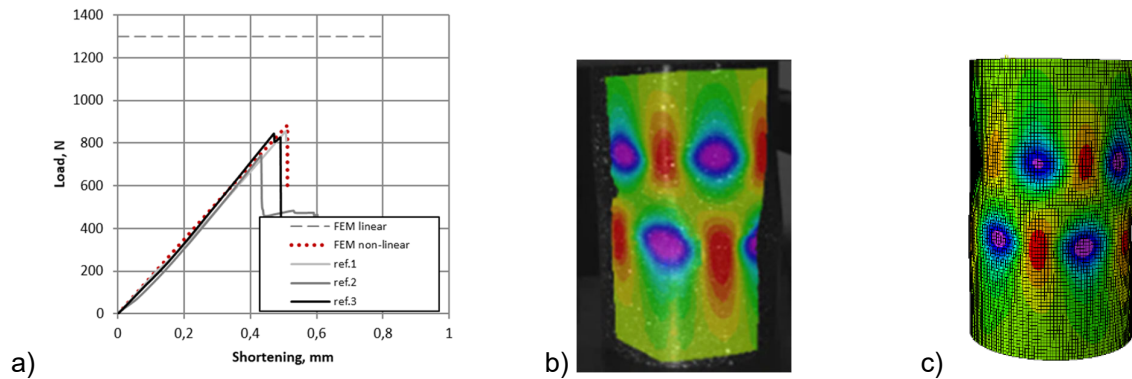 1400
1200
1000
800
600
400
200
0
Load, N
0
0,2
0,4
0,6
0,8
1
Shortening, mm
FEM linear
FEM non-linear
ref.1
ref.2
ref.3
a)
b)
c)